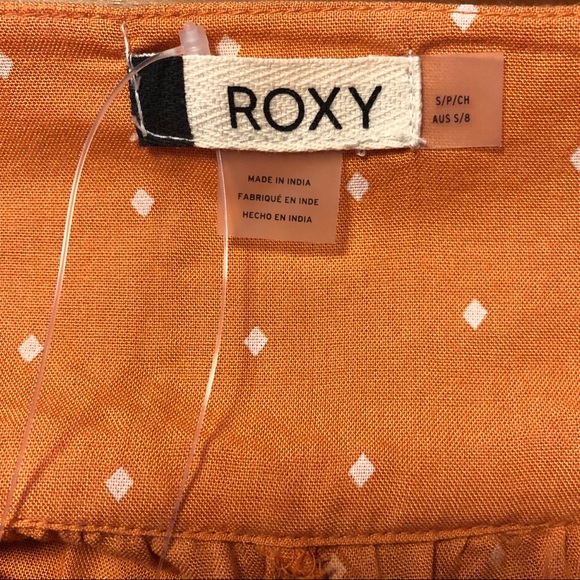 ROXY
S/P/CH
AUS S/8
MADE IN INDIA
FABRIQUÉ EN INDE
HECHO EN INDIA